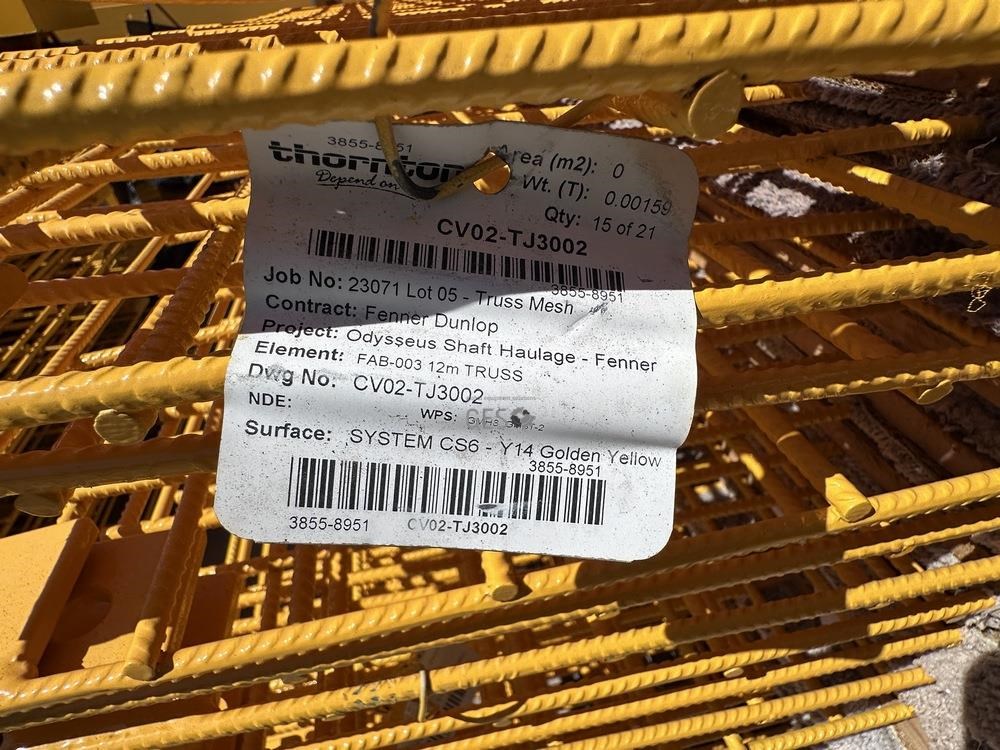 3855-8951
thornton
Depend on
Area (m2): 0
Wt. (T): 0.00159
Qty: 15 of 21
CV02-TJ3002
3855-8951
Job No: 23071 Lot 05 - Truss Mesh
Contract: Fenner Dunlop
Project: Odysseus Shaft Haulage - Fenner
Element: FAB-003 12m TRUSS
Dwg No: CV02-TJ3002
NDE:
WPS:
Surface: SYSTEM CS6 - Y14 Golden Yellow
3855-8951
3855-8951 CV02-TJ3002